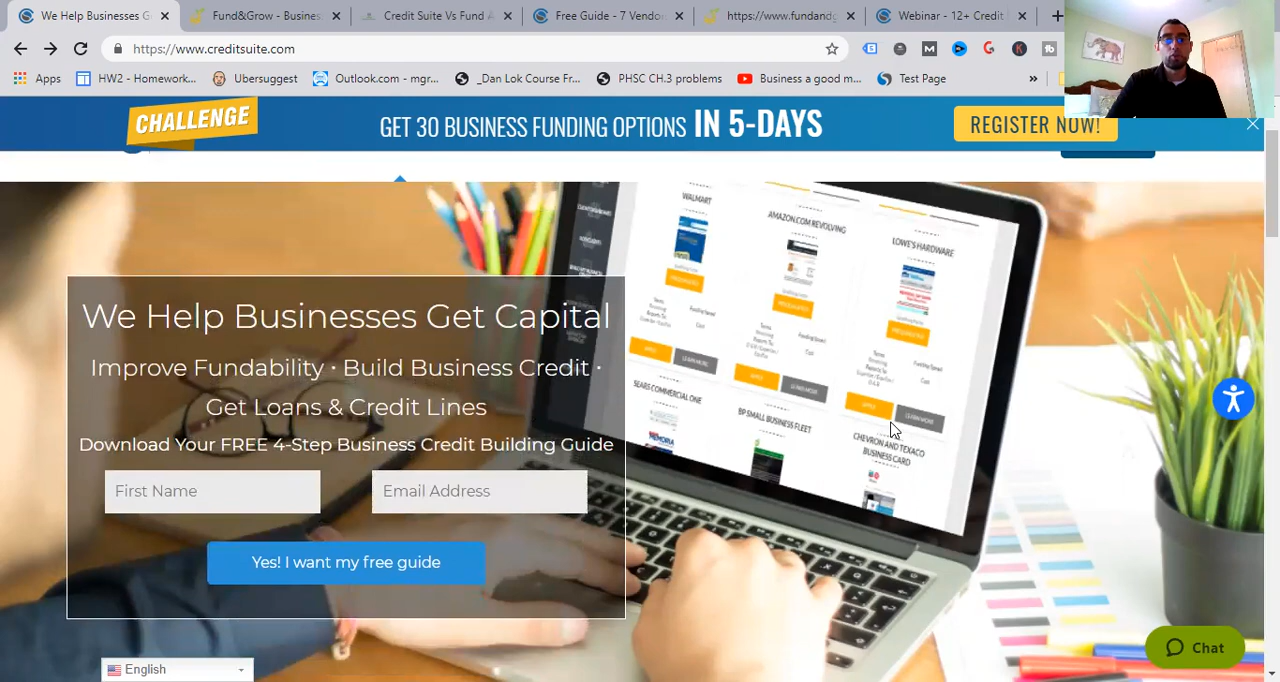 We Help Businesses G
Fund&Grow - Busines
Credit Suite Vs Fund
Free Guide - 7 Vendo
https://www.fundand
Webinar - 12+ Credit
https://www.creditsuite.com
Apps
HW2 - Homework...
Ubersuggest
Outlook.com - mgr...
_Dan Lok Course Fr...
PHSC CH.3 problems
Business a good m...
Test Page
»
CHALLENGE
GET 30 BUSINESS FUNDING OPTIONS IN 5-DAYS
REGISTER NOW!
WALMART
AMAZON.COM REVOLVING
LOWE'S HARDWARE
SEARS COMMERCIAL ONE
BP SMALL BUSINESS FLEET
CHEVRON AND TEXACO
BUSINESS CARD
We Help Businesses Get Capital
Improve Fundability · Build Business Credit ·
Get Loans & Credit Lines
Download Your FREE 4-Step Business Credit Building Guide
First Name
Email Address
Yes! I want my free guide
English
Chat